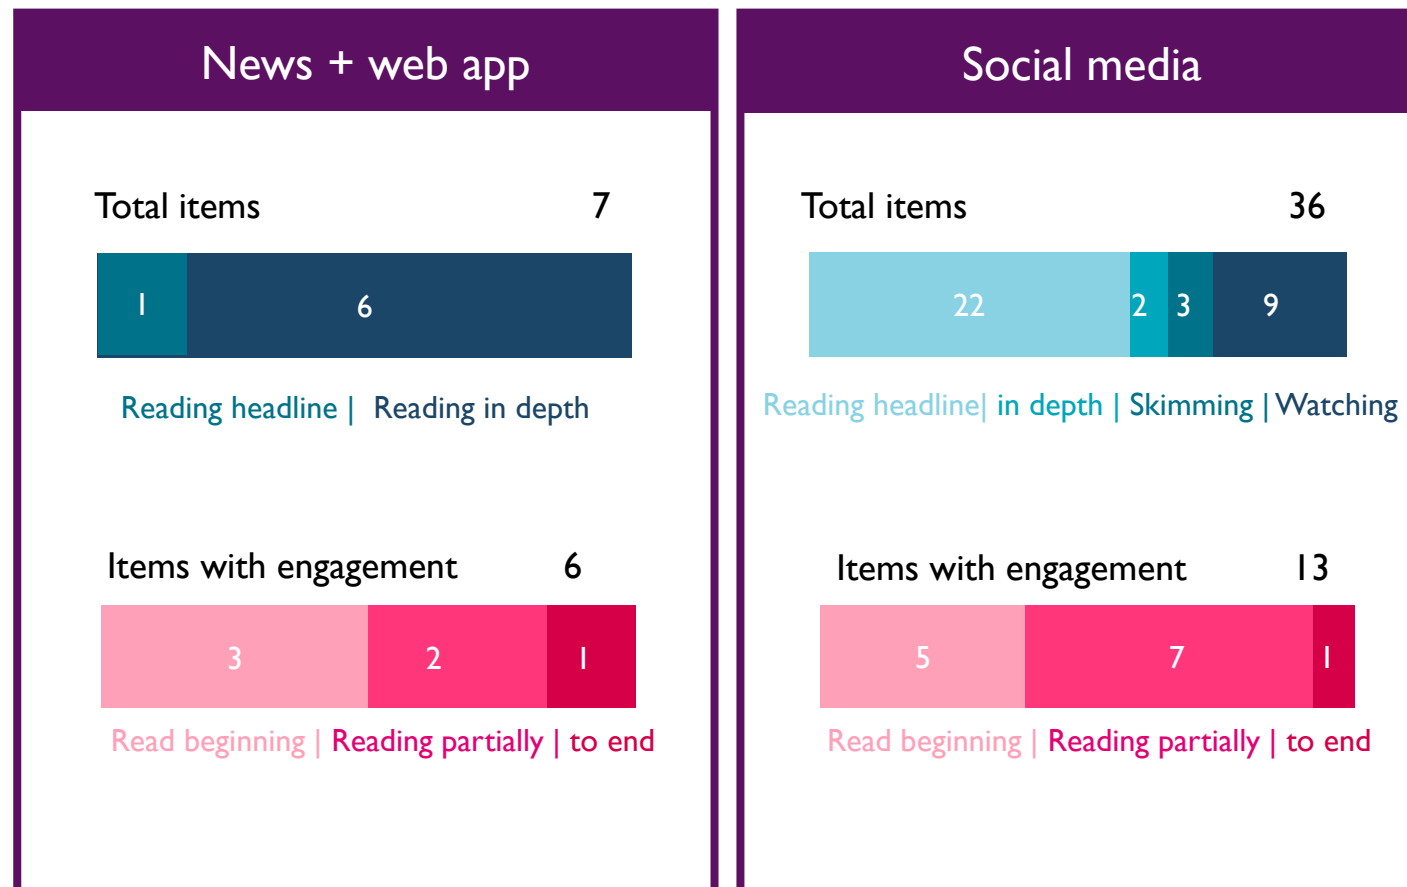 News + web app
Total items 7
1 6
Reading headline | Reading in depth
Items with engagement 6
3 2 1
Read beginning | Reading partially | to end
Social media
Total items 36
22 2 3 9
Reading headline| in depth | Skimming | Watching
Items with engagement 13
5 7 1
Read beginning | Reading partially | to end